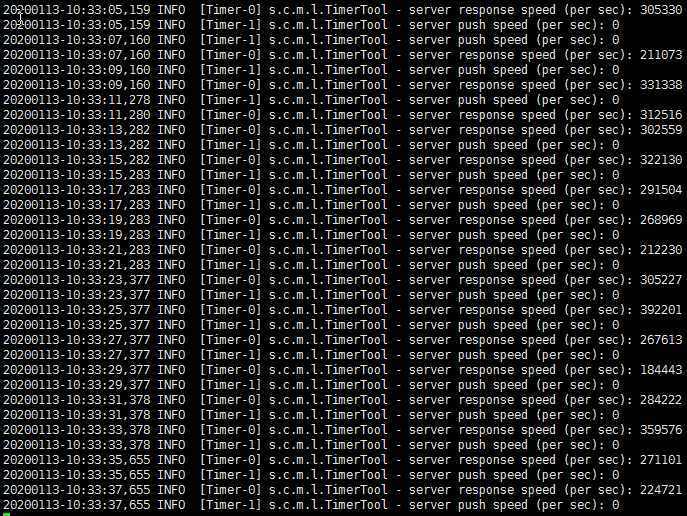 20200113-10:33:05,159 INFO  [Timer-0] s.c.m.l.TimerTool - server response speed (per sec): 305330
20200113-10:33:05,159 INFO  [Timer-1] s.c.m.l.TimerTool - server push speed (per sec): 0
20200113-10:33:07,160 INFO  [Timer-1] s.c.m.l.TimerTool - server push speed (per sec): 0
20200113-10:33:07,160 INFO  [Timer-0] s.c.m.l.TimerTool - server response speed (per sec): 211073
20200113-10:33:09,160 INFO  [Timer-1] s.c.m.l.TimerTool - server push speed (per sec): 0
20200113-10:33:09,160 INFO  [Timer-0] s.c.m.l.TimerTool - server response speed (per sec): 331338
20200113-10:33:11,278 INFO  [Timer-1] s.c.m.l.TimerTool - server push speed (per sec): 0
20200113-10:33:11,280 INFO  [Timer-0] s.c.m.l.TimerTool - server response speed (per sec): 312516
20200113-10:33:13,282 INFO  [Timer-0] s.c.m.l.TimerTool - server response speed (per sec): 302559
20200113-10:33:13,282 INFO  [Timer-1] s.c.m.l.TimerTool - server push speed (per sec): 0
20200113-10:33:15,282 INFO  [Timer-0] s.c.m.l.TimerTool - server response speed (per sec): 322130
20200113-10:33:15,283 INFO  [Timer-1] s.c.m.l.TimerTool - server push speed (per sec): 0
20200113-10:33:17,283 INFO  [Timer-0] s.c.m.l.TimerTool - server response speed (per sec): 291504
20200113-10:33:17,283 INFO  [Timer-1] s.c.m.l.TimerTool - server push speed (per sec): 0
20200113-10:33:19,283 INFO  [Timer-0] s.c.m.l.TimerTool - server response speed (per sec): 268969
20200113-10:33:19,283 INFO  [Timer-1] s.c.m.l.TimerTool - server push speed (per sec): 0
20200113-10:33:21,283 INFO  [Timer-0] s.c.m.l.TimerTool - server response speed (per sec): 212230
20200113-10:33:21,283 INFO  [Timer-1] s.c.m.l.TimerTool - server push speed (per sec): 0
20200113-10:33:23,377 INFO  [Timer-0] s.c.m.l.TimerTool - server response speed (per sec): 305227
20200113-10:33:23,377 INFO  [Timer-1] s.c.m.l.TimerTool - server push speed (per sec): 0
20200113-10:33:25,377 INFO  [Timer-0] s.c.m.l.TimerTool - server response speed (per sec): 392201
20200113-10:33:25,377 INFO  [Timer-1] s.c.m.l.TimerTool - server push speed (per sec): 0
20200113-10:33:27,377 INFO  [Timer-0] s.c.m.l.TimerTool - server response speed (per sec): 267613
20200113-10:33:27,377 INFO  [Timer-1] s.c.m.l.TimerTool - server push speed (per sec): 0
20200113-10:33:29,377 INFO  [Timer-0] s.c.m.l.TimerTool - server response speed (per sec): 184443
20200113-10:33:29,377 INFO  [Timer-1] s.c.m.l.TimerTool - server push speed (per sec): 0
20200113-10:33:31,378 INFO  [Timer-0] s.c.m.l.TimerTool - server response speed (per sec): 284222
20200113-10:33:31,378 INFO  [Timer-1] s.c.m.l.TimerTool - server push speed (per sec): 0
20200113-10:33:33,378 INFO  [Timer-0] s.c.m.l.TimerTool - server response speed (per sec): 359576
20200113-10:33:33,378 INFO  [Timer-1] s.c.m.l.TimerTool - server push speed (per sec): 0
20200113-10:33:35,655 INFO  [Timer-0] s.c.m.l.TimerTool - server response speed (per sec): 271101
20200113-10:33:35,655 INFO  [Timer-1] s.c.m.l.TimerTool - server push speed (per sec): 0
20200113-10:33:37,655 INFO  [Timer-0] s.c.m.l.TimerTool - server response speed (per sec): 224721
20200113-10:33:37,655 INFO  [Timer-1] s.c.m.l.TimerTool - server push speed (per sec): 0